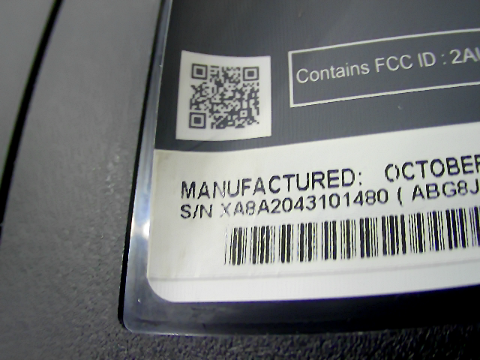 Contains FCC ID : 2A
MANUFACTURED: OCTOBER
S/N XA8A2043101480 ( ABG8J